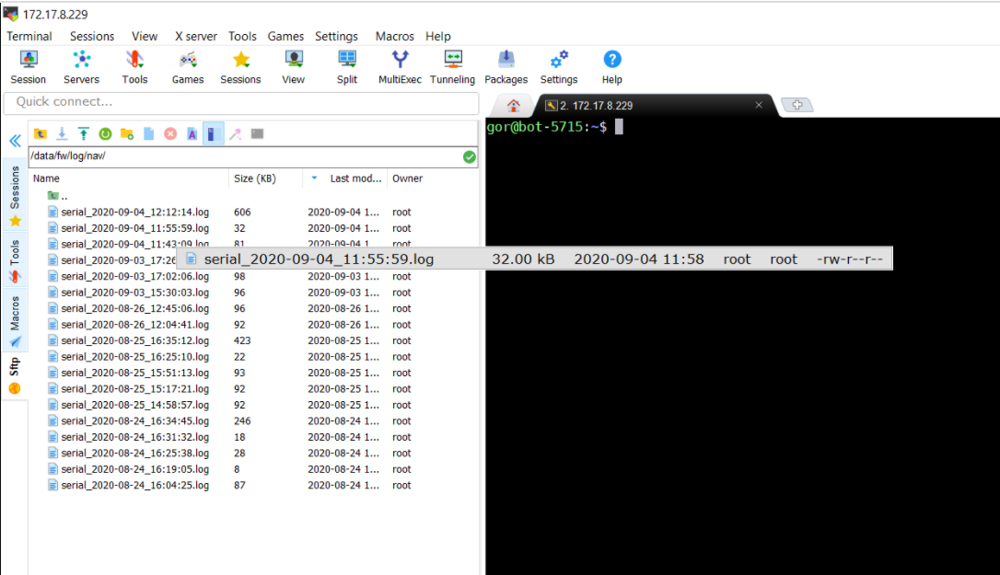 172.17.8.229
Terminal Sessions View X server Tools Games Settings Macros Help
Session Servers Tools Games Sessions View Split MultiExec Tunneling Packages Settings Help
Quick connect...
2. 172.17.8.229
gor@bot-5715:~$
/data/fw/log/nav/
Name Size (KB) Last mod... Owner
..
serial_2020-09-04_12:12:14.log 606 2020-09-04 1... root
serial_2020-09-04_11:55:59.log 32 2020-09-04 1... root
serial_2020-09-04_11:43:09.log 81 2020-09-04 1... root
serial_2020-09-03_17:26
serial_2020-09-04_11:55:59.log 32.00 kB 2020-09-04 11:58 root root -rw-r--r--
serial_2020-09-03_17:02:06.log 98 2020-09-03 1... root
serial_2020-09-03_15:30:03.log 96 2020-09-03 1... root
serial_2020-08-26_12:45:06.log 96 2020-08-26 1... root
serial_2020-08-26_12:04:41.log 92 2020-08-26 1... root
serial_2020-08-25_16:35:12.log 423 2020-08-25 1... root
serial_2020-08-25_16:25:10.log 22 2020-08-25 1... root
serial_2020-08-25_15:51:13.log 93 2020-08-25 1... root
serial_2020-08-25_15:17:21.log 92 2020-08-25 1... root
serial_2020-08-25_14:58:57.log 92 2020-08-25 1... root
serial_2020-08-24_16:34:45.log 246 2020-08-24 1... root
serial_2020-08-24_16:31:32.log 18 2020-08-24 1... root
serial_2020-08-24_16:25:38.log 28 2020-08-24 1... root
serial_2020-08-24_16:19:05.log 8 2020-08-24 1... root
serial_2020-08-24_16:04:25.log 87 2020-08-24 1... root
Sessions
Tools
Macros
Sftp